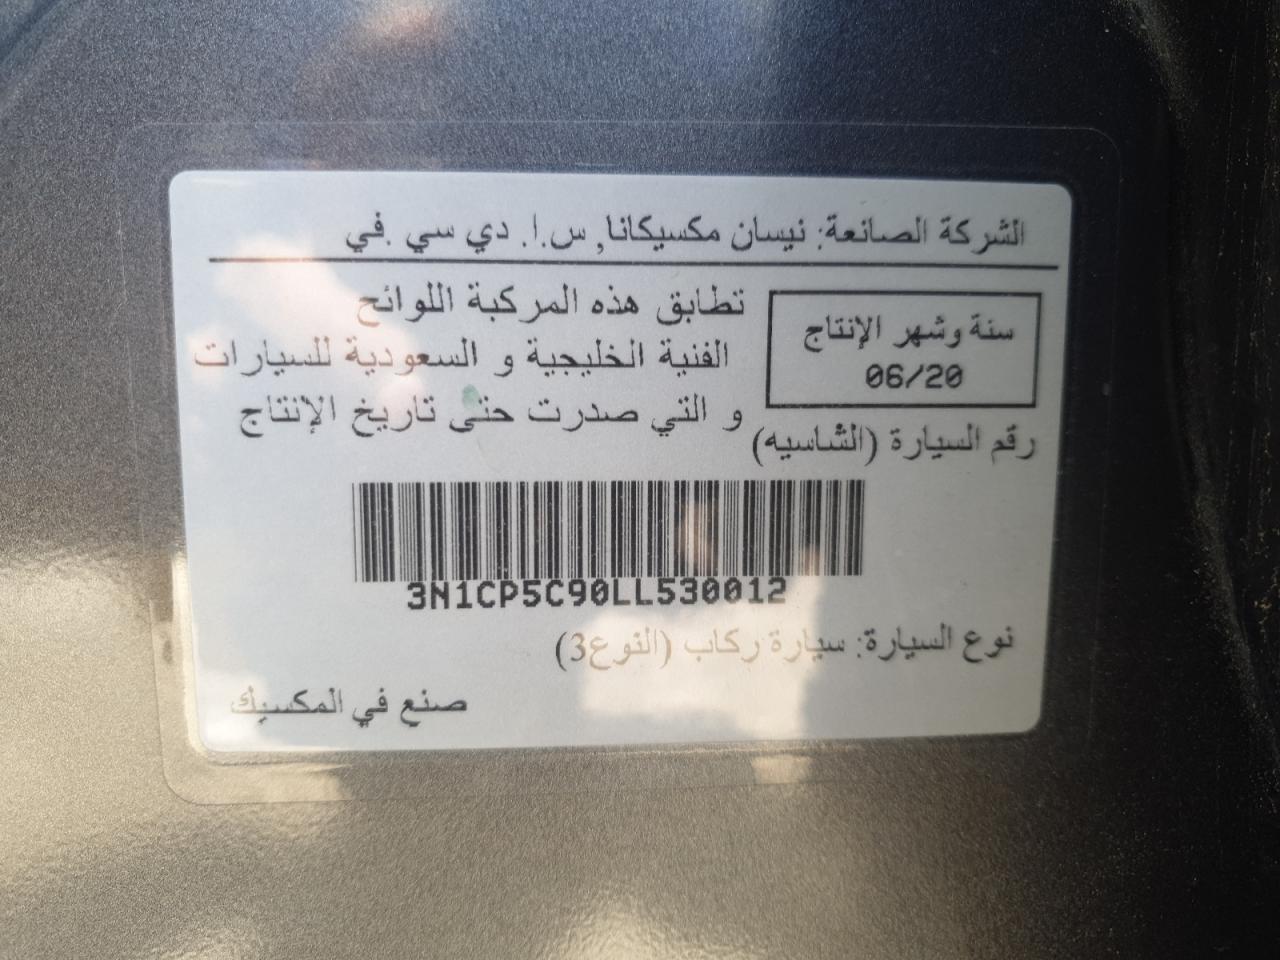 الشركة الصانعة: نيسان مكسيكانا, س.ا. دي سي .في
سنة وشهر الإنتاج
06/20
تطابق هذه المركبة اللوائح
الفنية الخليجية و السعودية للسيارات
و التي صدرت حتى تاريخ الإنتاج
رقم السيارة (الشاسيه)
3N1CP5C90LL530012
نوع السيارة: سيارة ركاب (النوع3)
صنع في المكسيك